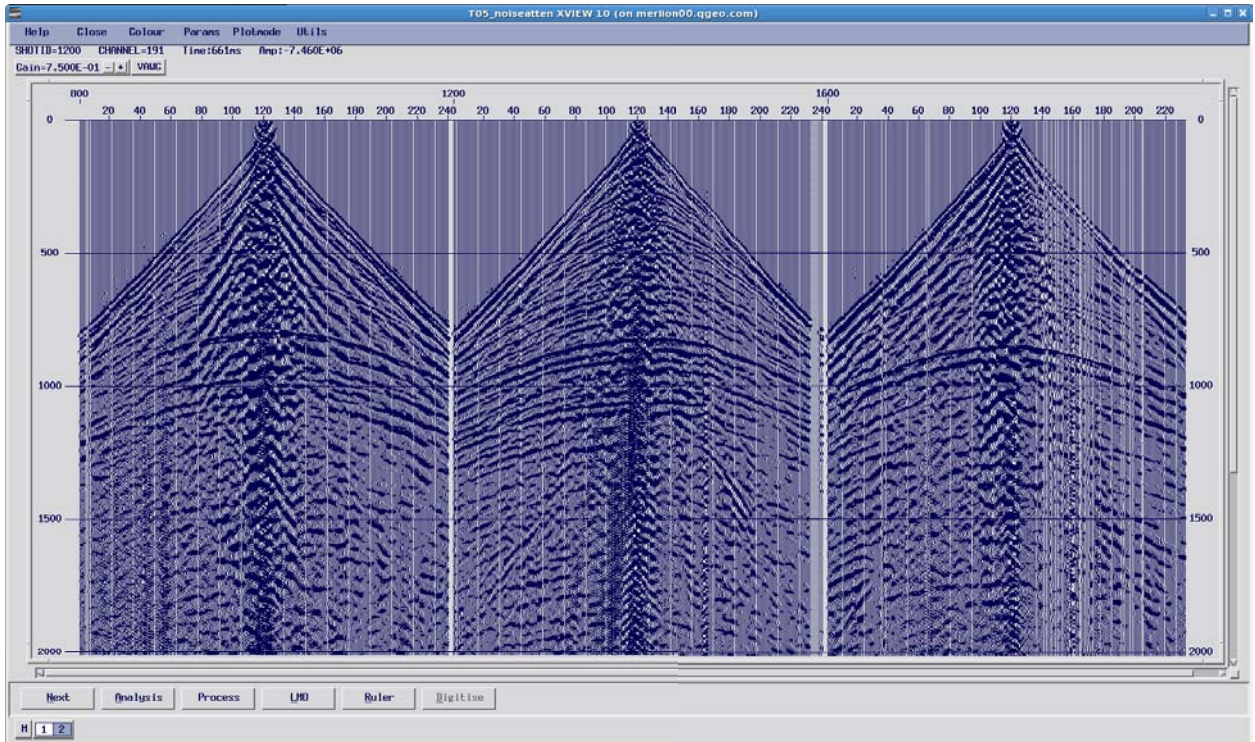 T05_noiseatten XVIEW 10 (on merlion00.qgeo.com)
Help Close Colour Params Plotmode Utils
SHOTID=1200 CHANNEL=191 Time:661ms Amp:-7.460E+06
Gain=7.500E-01 - + VAUC
800 1200 1600
20 40 60 80 100 120 140 160 180 200 220 240 20 40 60 80 100 120 140 160 180 200 220 240 20 40 60 80 100 120 140 160 180 200 220
0 0
500 500
1000 1000
1500 1500
2000 2000
Next Analysis Process LMO Ruler Digitise
M 1 2